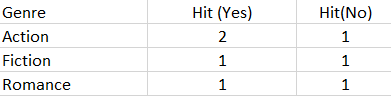 Genre Hit (Yes) Hit(No)
Action 2 1
Fiction 1 1
Romance 1 1